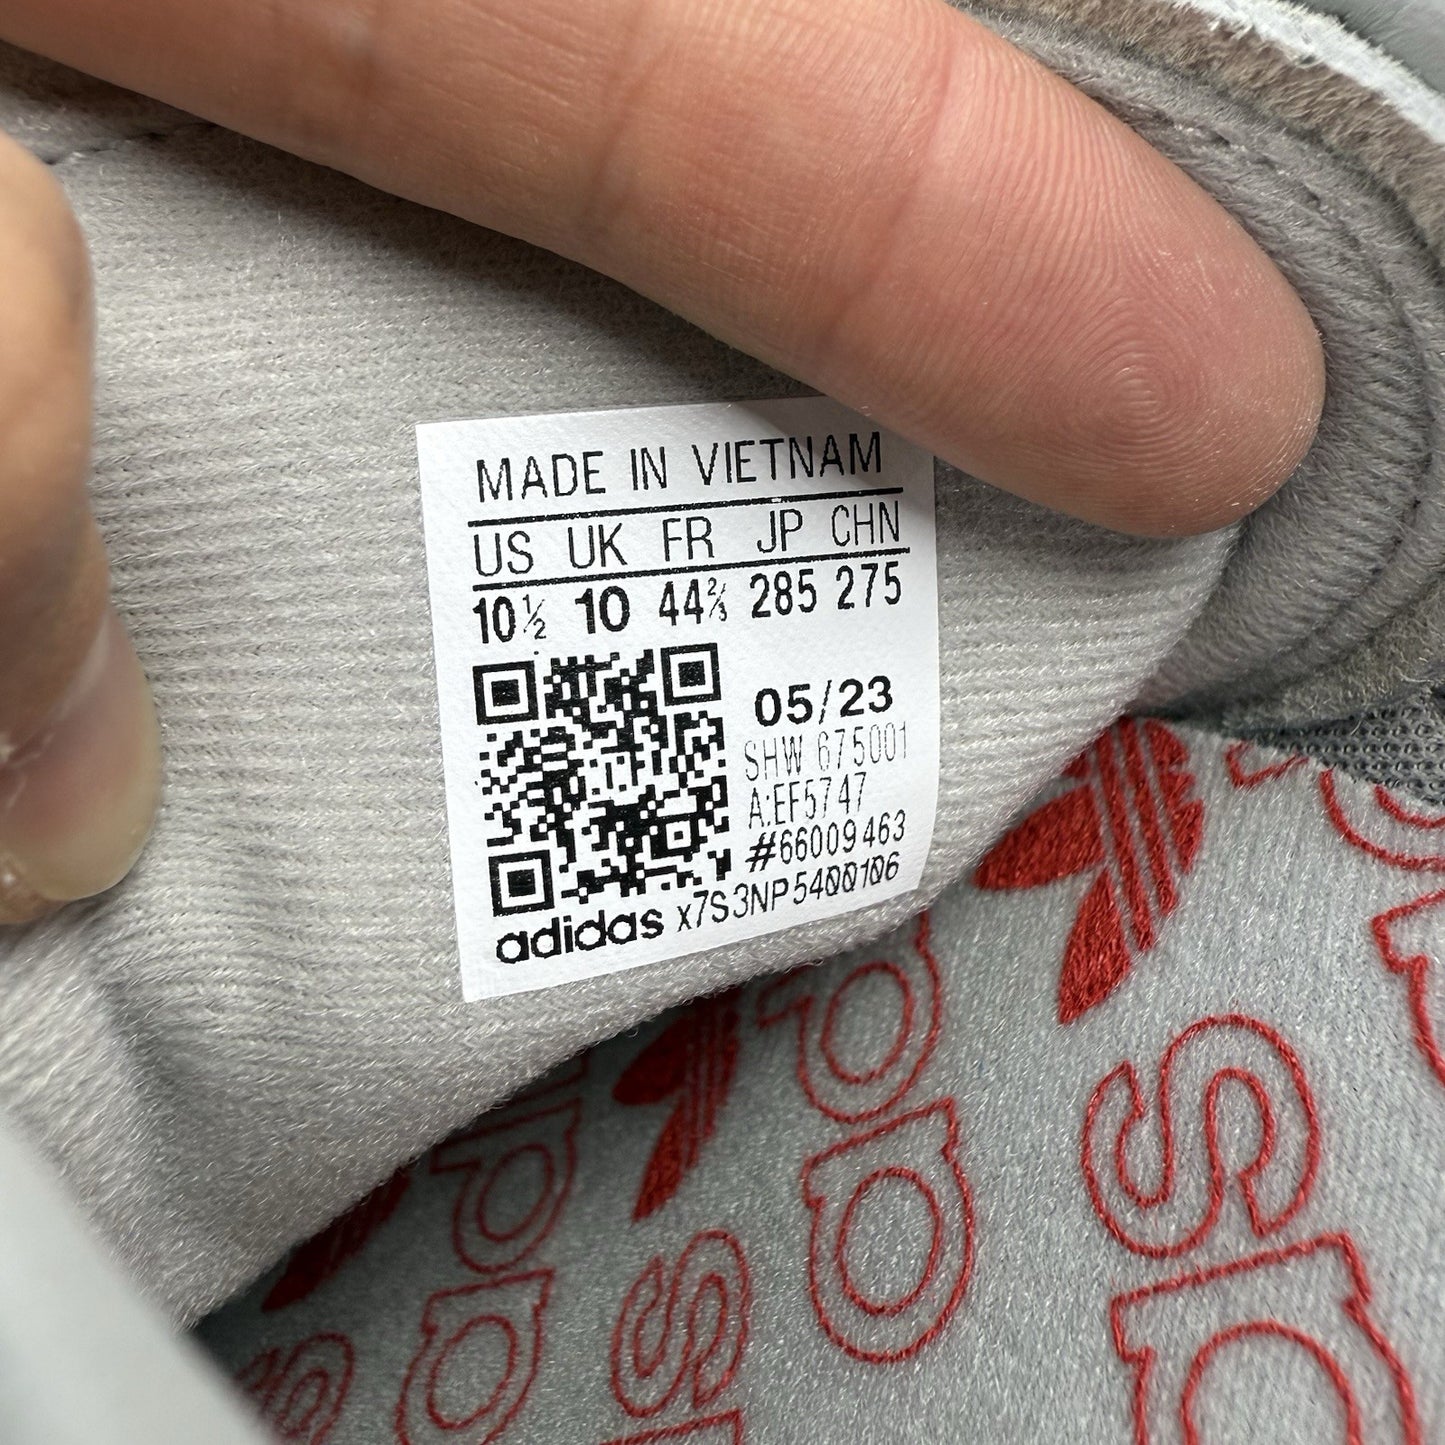 MADE IN VIETNAM
US UK FR JP CHN
10½ 10 44⅔ 285 275
05/23
SHW 675001
A:EF5747
#66009463
adidas x7S3NP5400106